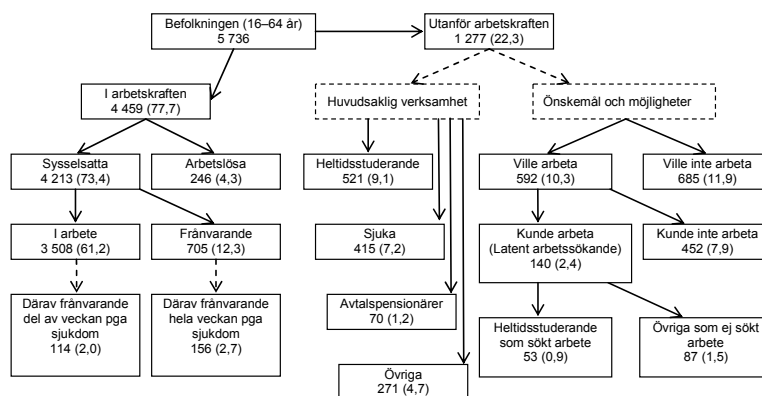 Befolkningen (16–64 år)
5 736
Utanför arbetskraften
1 277 (22,3)
I arbetskraften
4 459 (77,7)
Huvudsaklig verksamhet
Önskemål och möjligheter
Sysselsatta
4 213 (73,4)
Arbetslösa
246 (4,3)
Heltidsstuderande
521 (9,1)
Ville arbeta
592 (10,3)
Ville inte arbeta
685 (11,9)
I arbete
3 508 (61,2)
Frånvarande
705 (12,3)
Sjuka
415 (7,2)
Kunde arbeta
(Latent arbetssökande)
140 (2,4)
Kunde inte arbeta
452 (7,9)
Därav frånvarande
del av veckan pga
sjukdom
114 (2,0)
Därav frånvarande
hela veckan pga
sjukdom
156 (2,7)
Avtalspensionärer
70 (1,2)
Heltidsstuderande
som sökt arbete
53 (0,9)
Övriga som ej sökt
arbete
87 (1,5)
Övriga
271 (4,7)